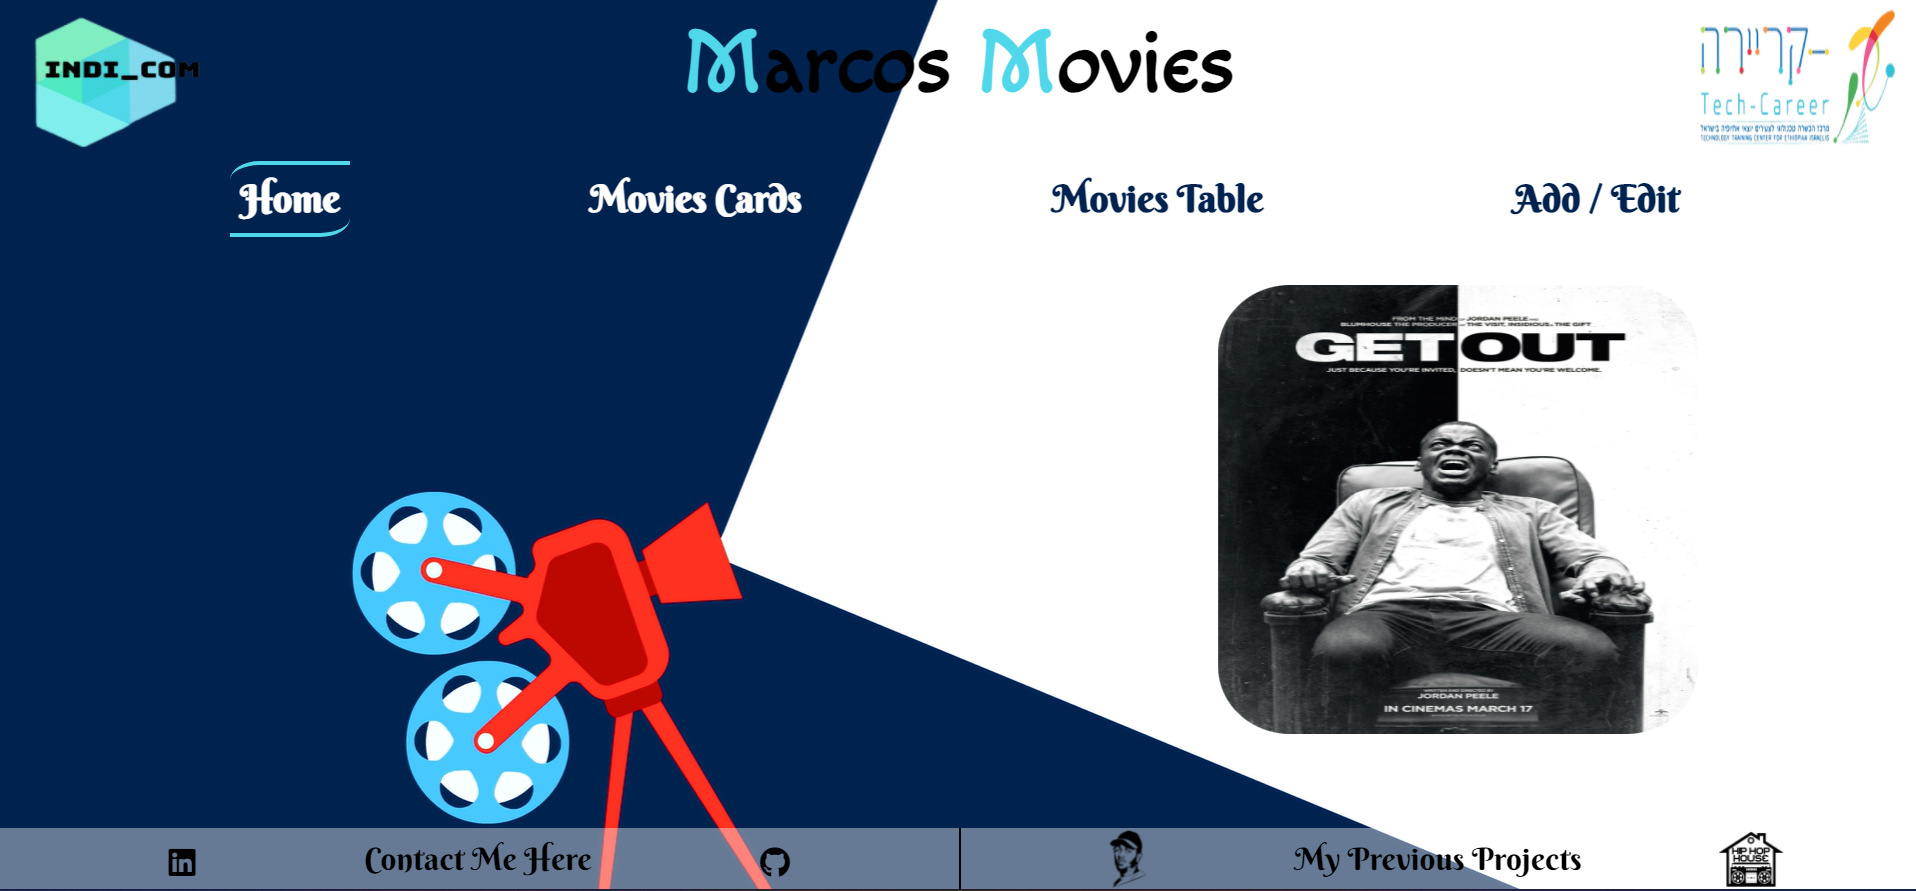 INDI_COM
Marcos Movies
קריירה-
Tech-Career
מרכז הכשרה טכנולוגי לצעירים יוצאי אתיופיה בישראל
TECHNOLOGY TRAINING CENTER FOR ETHIOPIAN ISRAELIS
Home
Movies Cards
Movies Table
Add / Edit
FROM THE MIND OF JORDAN PEELE AND
BLUMHOUSE THE PRODUCER OF THE VISIT, INSIDIOUS & THE GIFT
GET OUT
JUST BECAUSE YOU'RE INVITED, DOESN'T MEAN YOU'RE WELCOME.
WRITTEN AND DIRECTED BY
JORDAN PEELE
IN CINEMAS MARCH 17
in
Contact Me Here
My Previous Projects
HIP HOP
HOUSE